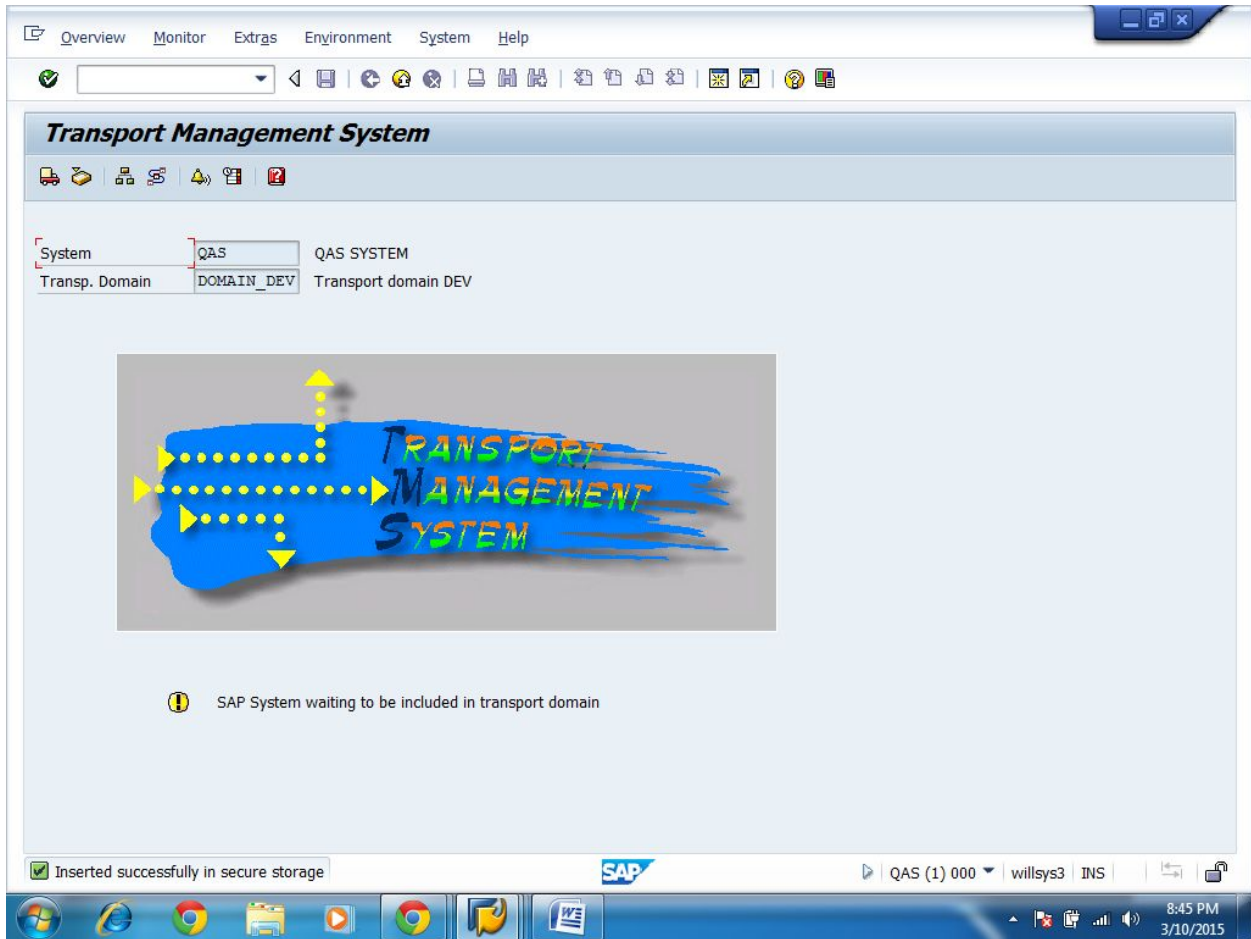 Overview Monitor Extras Environment System Help
Transport Management System
System QAS QAS SYSTEM
Transp. Domain DOMAIN_DEV Transport domain DEV
TRANSPORT
MANAGEMENT
SYSTEM
SAP System waiting to be included in transport domain
Inserted successfully in secure storage SAP QAS (1) 000 willsys3 INS
8:45 PM
3/10/2015